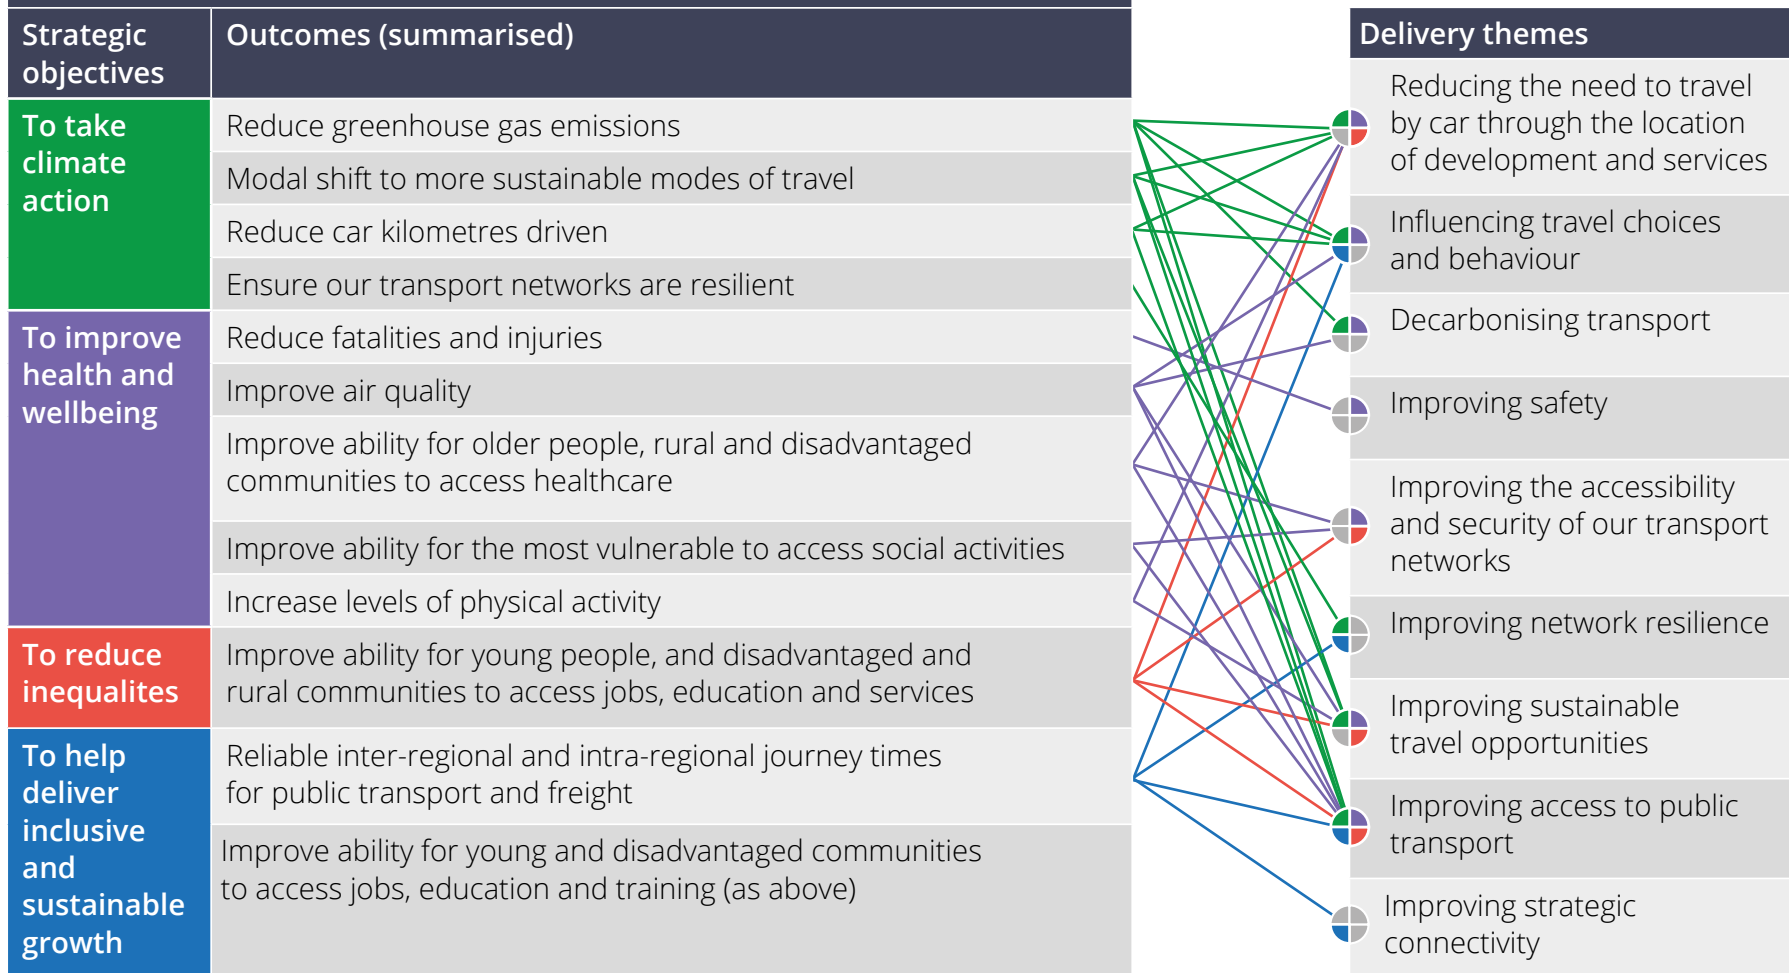 Strategic
objectives
Outcomes (summarised)
To take
climate
action
Reduce greenhouse gas emissions
Modal shift to more sustainable modes of travel
Reduce car kilometres driven
Ensure our transport networks are resilient
To improve
health and
wellbeing
Reduce fatalities and injuries
Improve air quality
Improve ability for older people, rural and disadvantaged
communities to access healthcare
Improve ability for the most vulnerable to access social activities
Increase levels of physical activity
To reduce
inequalites
Improve ability for young people, and disadvantaged and
rural communities to access jobs, education and services
To help
deliver
inclusive
and
sustainable
growth
Reliable inter-regional and intra-regional journey times
for public transport and freight
Improve ability for young and disadvantaged communities
to access jobs, education and training (as above)
Delivery themes
Reducing the need to travel
by car through the location
of development and services
Influencing travel choices
and behaviour
Decarbonising transport
Improving safety
Improving the accessibility
and security of our transport
networks
Improving network resilience
Improving sustainable
travel opportunities
Improving access to public
transport
Improving strategic
connectivity